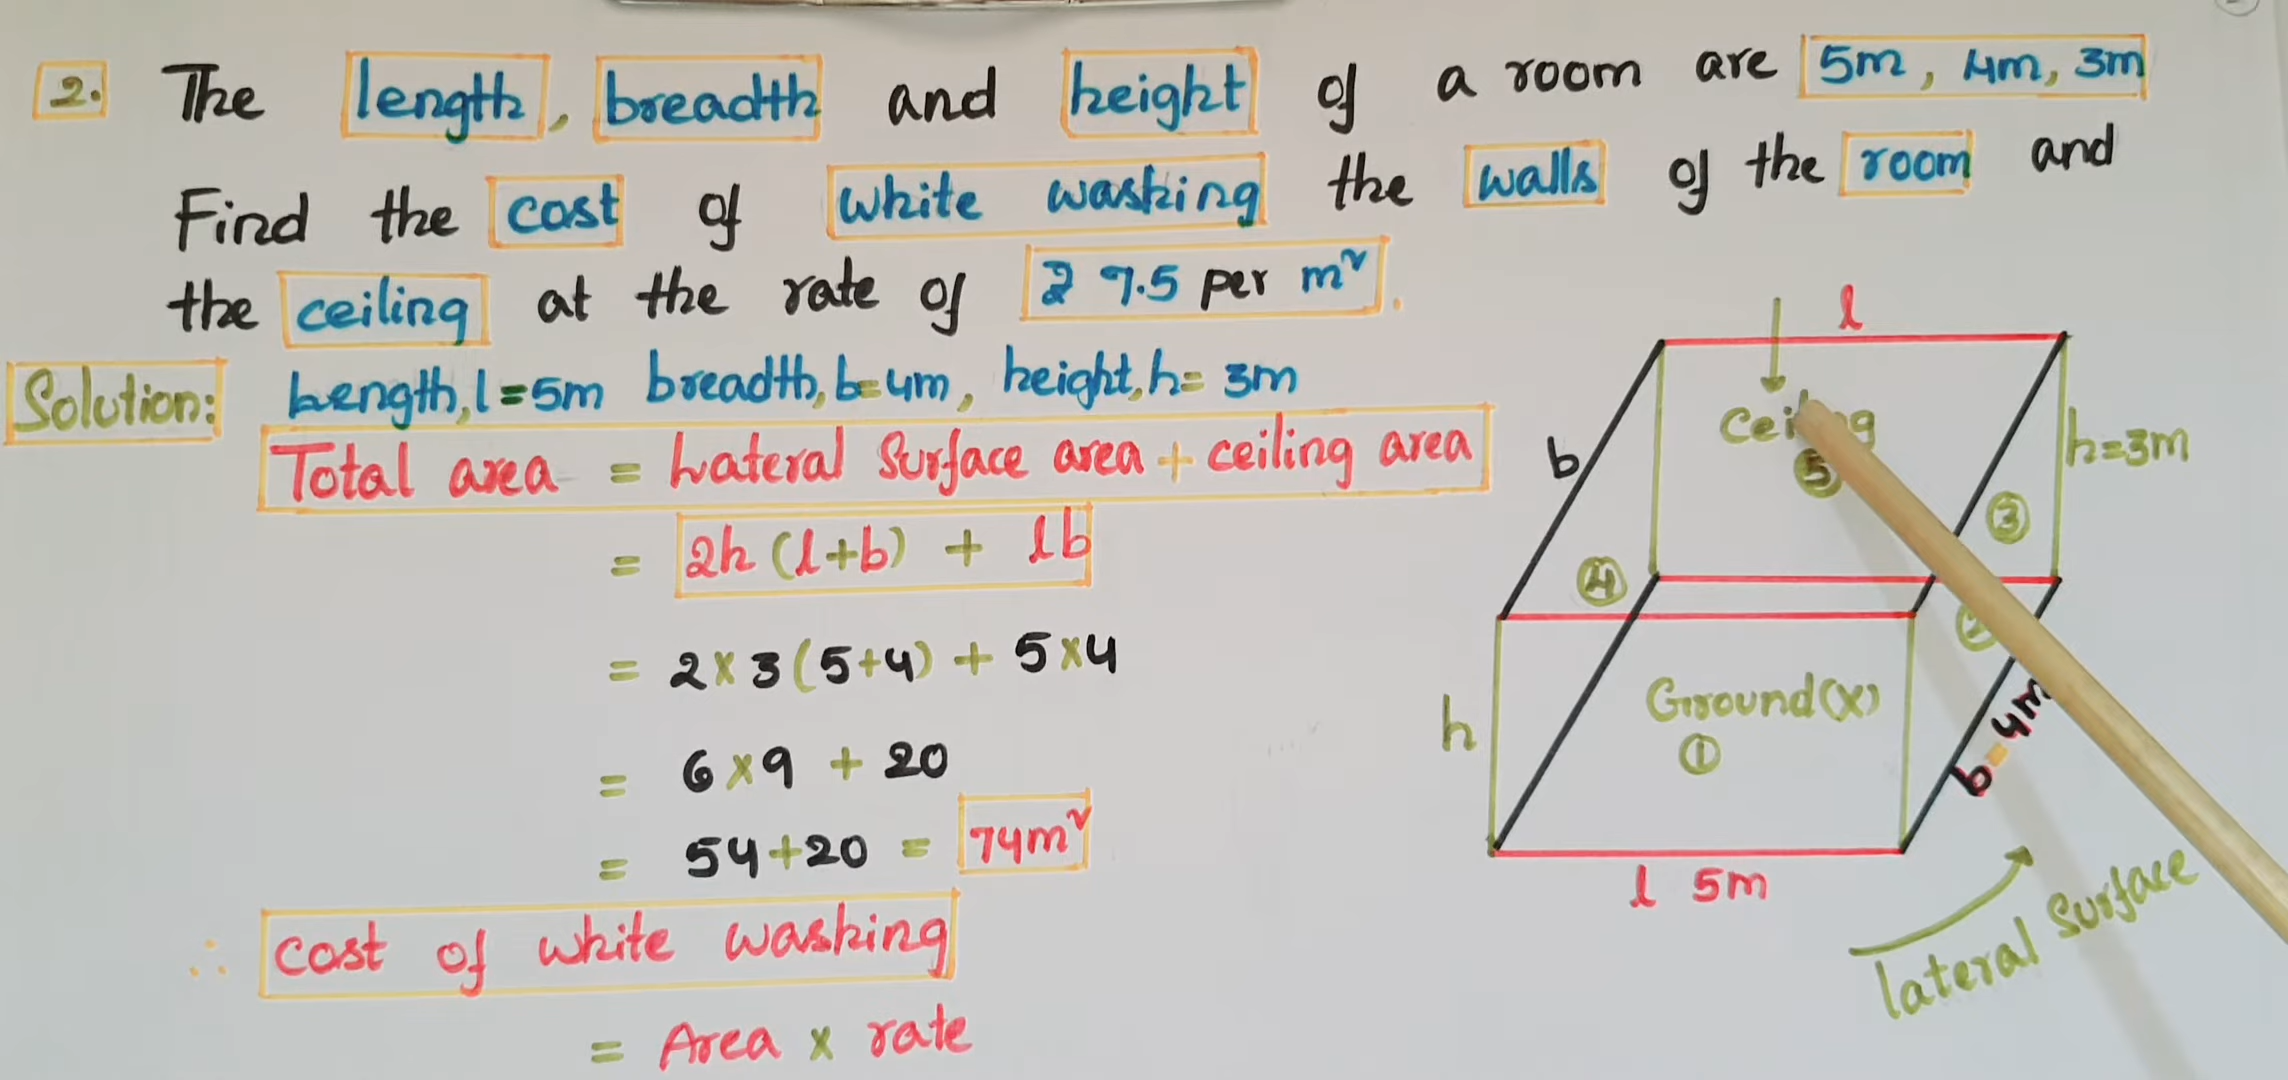 2. The length, breadth and height of a room are 5m, 4m, 3m
Find the cost of white washing the walls of the room and
the ceiling at the rate of ₹ 7.5 per m²
Solution: Length, l=5m breadth, b=4m, height, h= 3m
Total area = Lateral Surface area + ceiling area
= 2h (l+b) + lb
= 2 x 3 (5+4) + 5 x 4
= 6 x 9 + 20
= 54+20 = 74m²
∴ cost of white washing
= Area x rate
l
b
h=3m
5
3
4
2
h
Ground(x)
1
b 4m
l 5m
lateral Surface